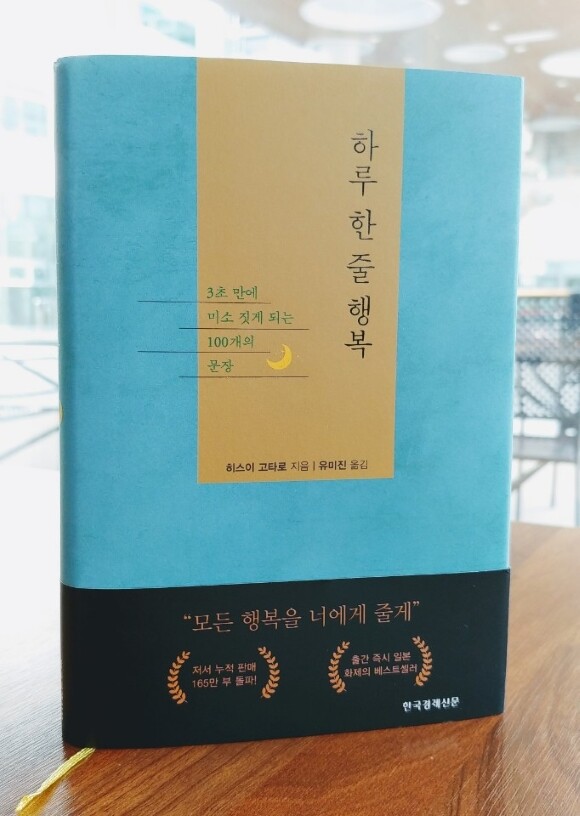 하루 한 줄 행복
3초 만에
미소 짓게 되는
100개의
문장
히스이 고타로 지음 | 유미진 옮김
“모든 행복을 너에게 줄게”
저서 누적 판매
165만 부 돌파!
출간 즉시 일본
화제의 베스트셀러
한국경제신문